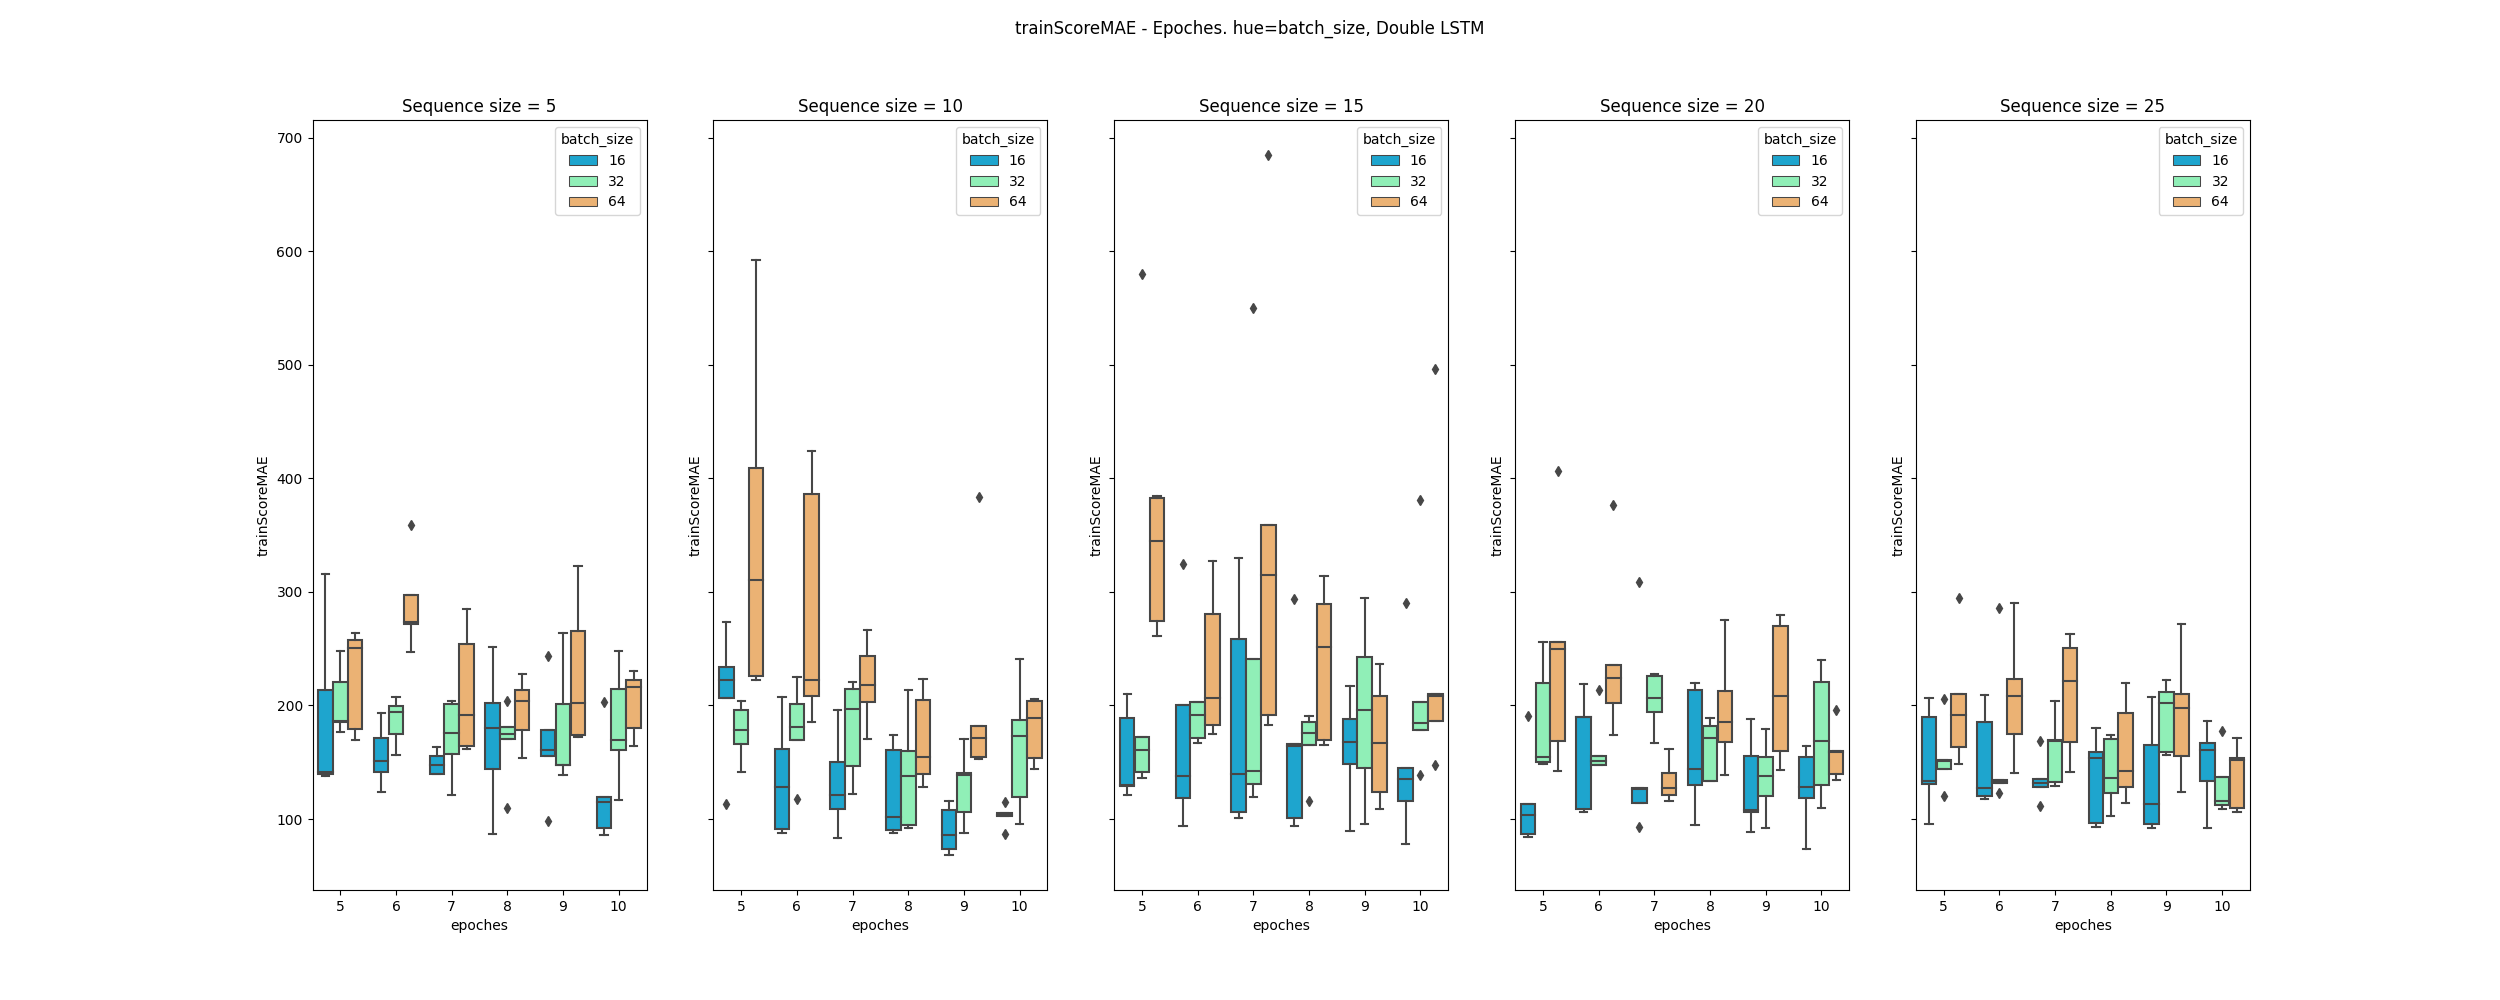 trainScoreMAE - Epoches. hue=batch_size, Double LSTM
Sequence size = 5
700
600
500
400
300
200
100
trainScoreMAE
batch_size
16
32
64
5 6 7 8 9 10
epoches
Sequence size = 10
trainScoreMAE
batch_size
16
32
64
5 6 7 8 9 10
epoches
Sequence size = 15
trainScoreMAE
batch_size
16
32
64
5 6 7 8 9 10
epoches
Sequence size = 20
trainScoreMAE
batch_size
16
32
64
5 6 7 8 9 10
epoches
Sequence size = 25
trainScoreMAE
batch_size
16
32
64
5 6 7 8 9 10
epoches